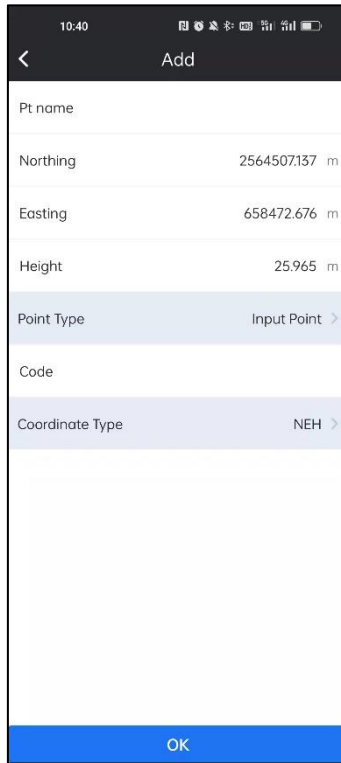 10:40
Add
Pt name
Northing 2564507.137 m
Easting 658472.676 m
Height 25.965 m
Point Type Input Point >
Code
Coordinate Type NEH >
OK